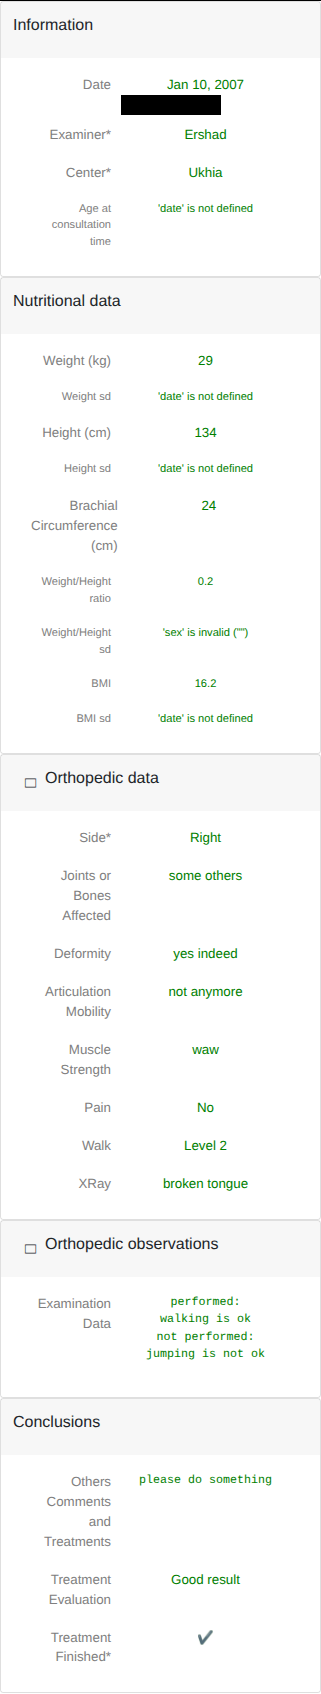 Information
Date Jan 10, 2007
Examiner* Ershad
Center* Ukhia
Age at 'date' is not defined
consultation
time
Nutritional data
Weight (kg) 29
Weight sd 'date' is not defined
Height (cm) 134
Height sd 'date' is not defined
Brachial 24
Circumference
(cm)
Weight/Height 0.2
ratio
Weight/Height 'sex' is invalid ("")
sd
BMI 16.2
BMI sd 'date' is not defined
Orthopedic data
Side* Right
Joints or some others
Bones
Affected
Deformity yes indeed
Articulation not anymore
Mobility
Muscle waw
Strength
Pain No
Walk Level 2
XRay broken tongue
Orthopedic observations
Examination performed:
Data walking is ok
not performed:
jumping is not ok
Conclusions
Others please do something
Comments
and
Treatments
Treatment Good result
Evaluation
Treatment ✔
Finished*